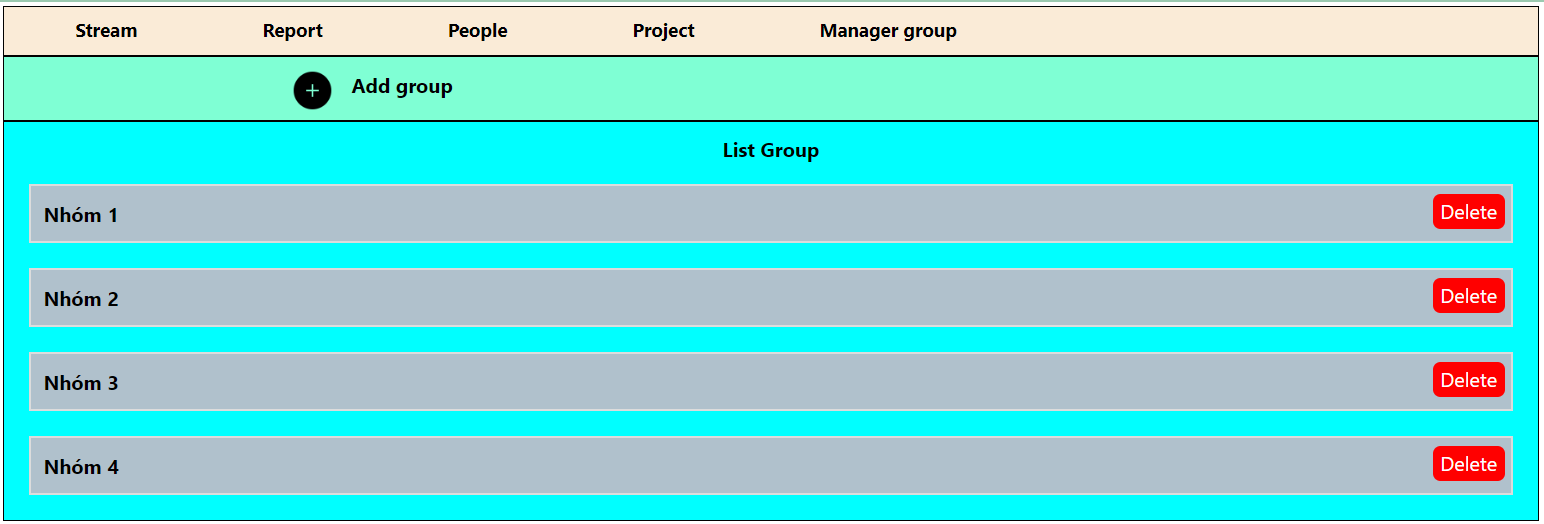 Stream Report People Project Manager group
+ Add group
List Group
Nhóm 1 Delete
Nhóm 2 Delete
Nhóm 3 Delete
Nhóm 4 Delete